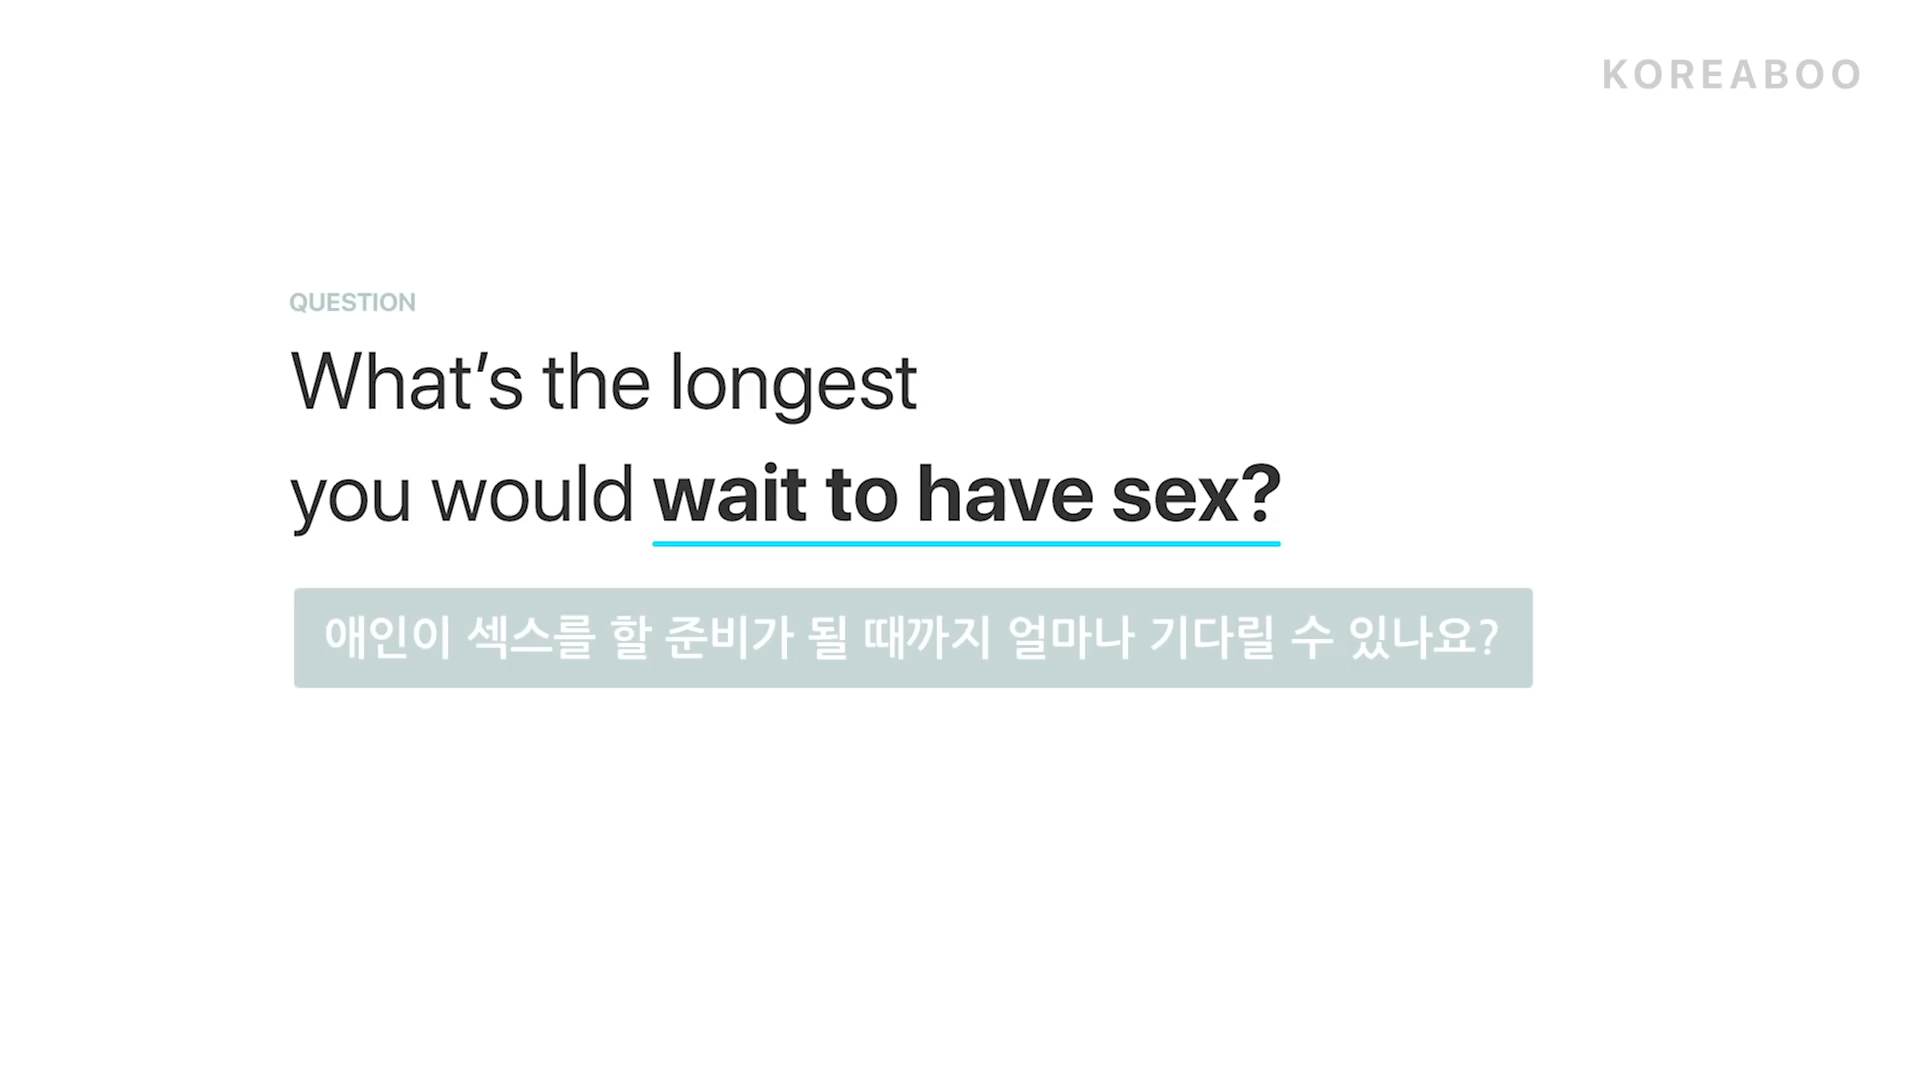 KOREABOO
QUESTION
What’s the longest
you would wait to have sex?
애인이 섹스를 할 준비가 될 때까지 얼마나 기다릴 수 있나요?